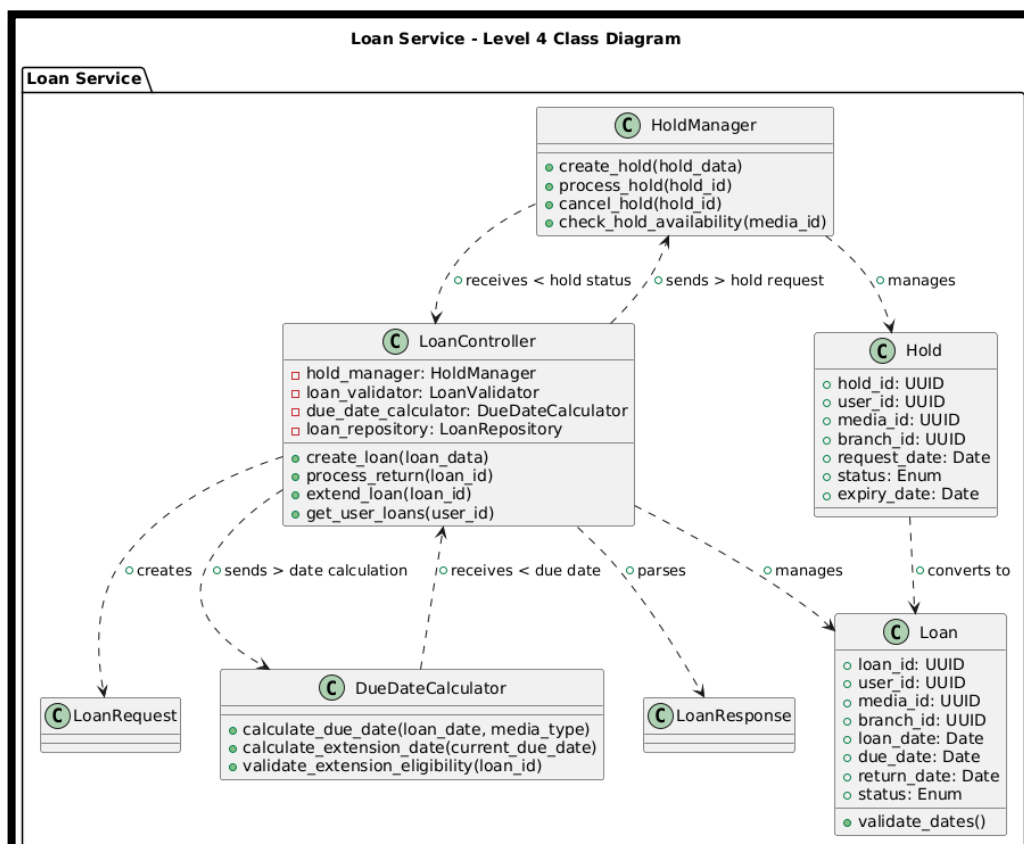 Loan Service - Level 4 Class Diagram
Loan Service
C HoldManager
create_hold(hold_data)
process_hold(hold_id)
cancel_hold(hold_id)
check_hold_availability(media_id)
receives < hold status
sends > hold request
manages
C LoanController
hold_manager: HoldManager
loan_validator: LoanValidator
due_date_calculator: DueDateCalculator
loan_repository: LoanRepository
create_loan(loan_data)
process_return(loan_id)
extend_loan(loan_id)
get_user_loans(user_id)
C Hold
hold_id: UUID
user_id: UUID
media_id: UUID
branch_id: UUID
request_date: Date
status: Enum
expiry_date: Date
creates
sends > date calculation
receives < due date
parses
manages
converts to
C LoanRequest
C DueDateCalculator
calculate_due_date(loan_date, media_type)
calculate_extension_date(current_due_date)
validate_extension_eligibility(loan_id)
C LoanResponse
C Loan
loan_id: UUID
user_id: UUID
media_id: UUID
branch_id: UUID
loan_date: Date
due_date: Date
return_date: Date
status: Enum
validate_dates()